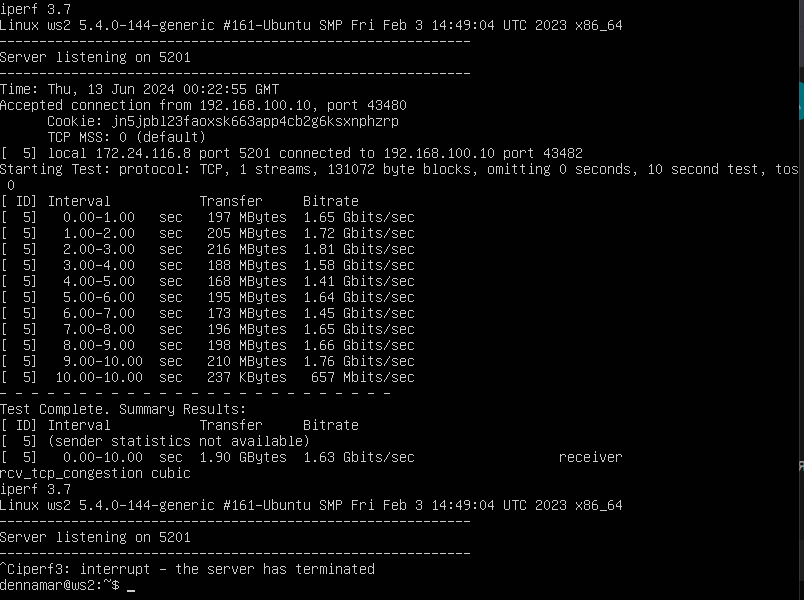 iperf 3.7
Linux ws2 5.4.0-144-generic #161-Ubuntu SMP Fri Feb 3 14:49:04 UTC 2023 x86_64
-----------------------------------------------------------
Server listening on 5201
-----------------------------------------------------------
Time: Thu, 13 Jun 2024 00:22:55 GMT
Accepted connection from 192.168.100.10, port 43480
      Cookie: jn5jpbl23faoxsk663app4cb2g6ksxnphzrp
      TCP MSS: 0 (default)
[  5] local 172.24.116.8 port 5201 connected to 192.168.100.10 port 43482
Starting Test: protocol: TCP, 1 streams, 131072 byte blocks, omitting 0 seconds, 10 second test, tos
 0
[ ID] Interval           Transfer     Bitrate
[  5]   0.00-1.00   sec   197 MBytes  1.65 Gbits/sec
[  5]   1.00-2.00   sec   205 MBytes  1.72 Gbits/sec
[  5]   2.00-3.00   sec   216 MBytes  1.81 Gbits/sec
[  5]   3.00-4.00   sec   188 MBytes  1.58 Gbits/sec
[  5]   4.00-5.00   sec   168 MBytes  1.41 Gbits/sec
[  5]   5.00-6.00   sec   195 MBytes  1.64 Gbits/sec
[  5]   6.00-7.00   sec   173 MBytes  1.45 Gbits/sec
[  5]   7.00-8.00   sec   196 MBytes  1.65 Gbits/sec
[  5]   8.00-9.00   sec   198 MBytes  1.66 Gbits/sec
[  5]   9.00-10.00  sec   210 MBytes  1.76 Gbits/sec
[  5]  10.00-10.00  sec   237 KBytes   657 Mbits/sec
- - - - - - - - - - - - - - - - - - - - - - - - -
Test Complete. Summary Results:
[ ID] Interval           Transfer     Bitrate
[  5] (sender statistics not available)
[  5]   0.00-10.00  sec  1.90 GBytes  1.63 Gbits/sec                  receiver
rcv_tcp_congestion cubic
iperf 3.7
Linux ws2 5.4.0-144-generic #161-Ubuntu SMP Fri Feb 3 14:49:04 UTC 2023 x86_64
-----------------------------------------------------------
Server listening on 5201
-----------------------------------------------------------
^Ciperf3: interrupt - the server has terminated
dennamar@ws2:~$ _